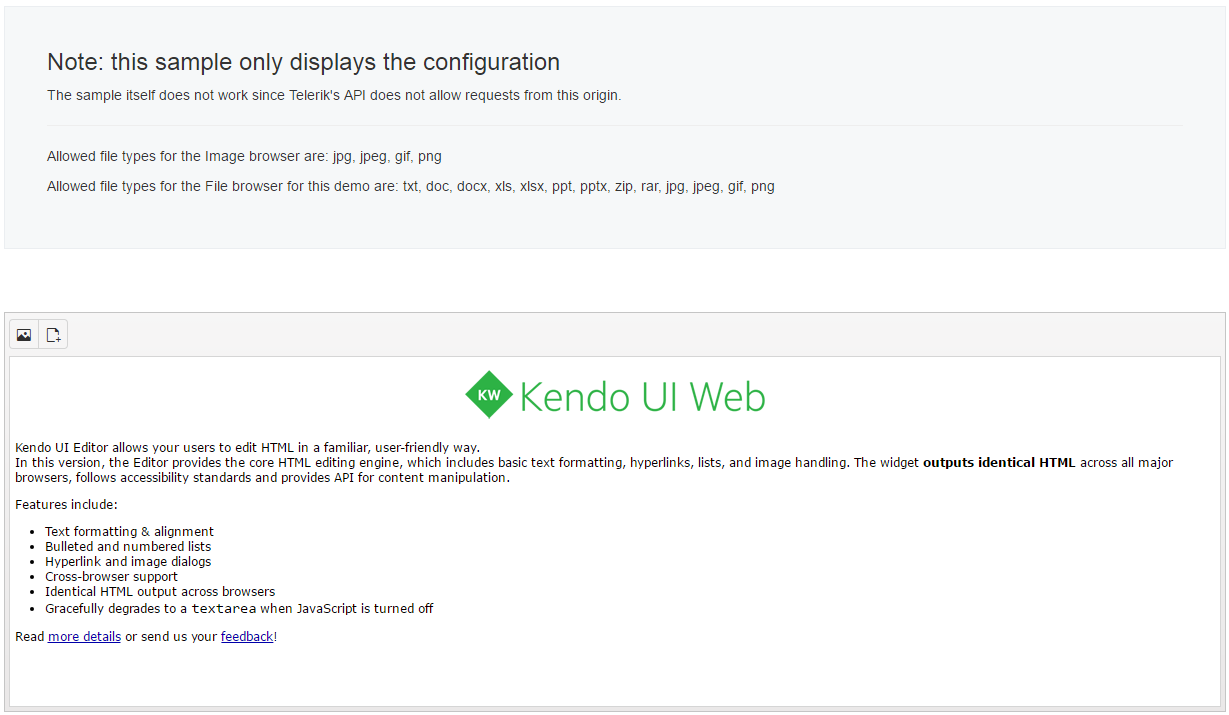 Note: this sample only displays the configuration
The sample itself does not work since Telerik's API does not allow requests from this origin.
Allowed file types for the Image browser are: jpg, jpeg, gif, png
Allowed file types for the File browser for this demo are: txt, doc, docx, xls, xlsx, ppt, pptx, zip, rar, jpg, jpeg, gif, png
KW Kendo UI Web
Kendo UI Editor allows your users to edit HTML in a familiar, user-friendly way.
In this version, the Editor provides the core HTML editing engine, which includes basic text formatting, hyperlinks, lists, and image handling. The widget outputs identical HTML across all major
browsers, follows accessibility standards and provides API for content manipulation.
Features include:
• Text formatting & alignment
• Bulleted and numbered lists
• Hyperlink and image dialogs
• Cross-browser support
• Identical HTML output across browsers
• Gracefully degrades to a textarea when JavaScript is turned off
Read more details or send us your feedback!